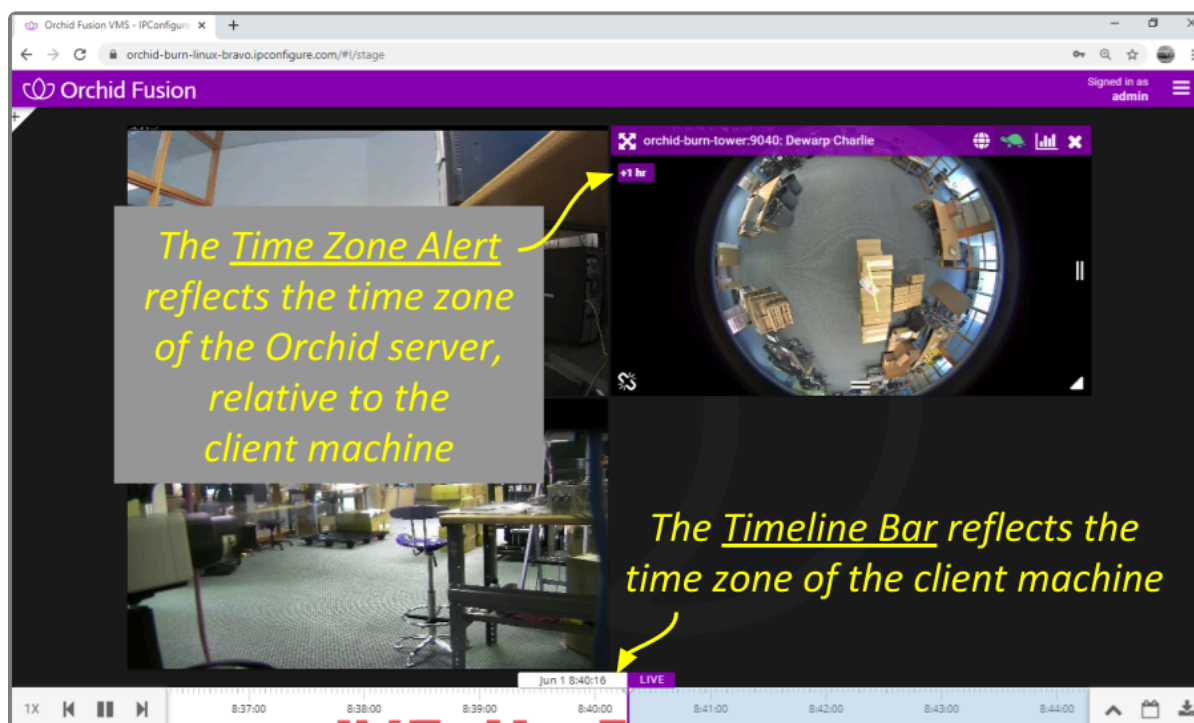 Orchid Fusion VMS - IPConfigure
orchid-burn-linux-bravo.ipconfigure.com/#!/stage
Orchid Fusion
Signed in as
admin
orchid-burn-tower:9040: Dewarp Charlie
+1 hr
The Time Zone Alert
reflects the time zone
of the Orchid server,
relative to the
client machine
The Timeline Bar reflects the
time zone of the client machine
Jun 1 8:40:16 LIVE
1X 8:37:00 8:38:00 8:39:00 8:40:00 8:41:00 8:42:00 8:43:00 8:44:00